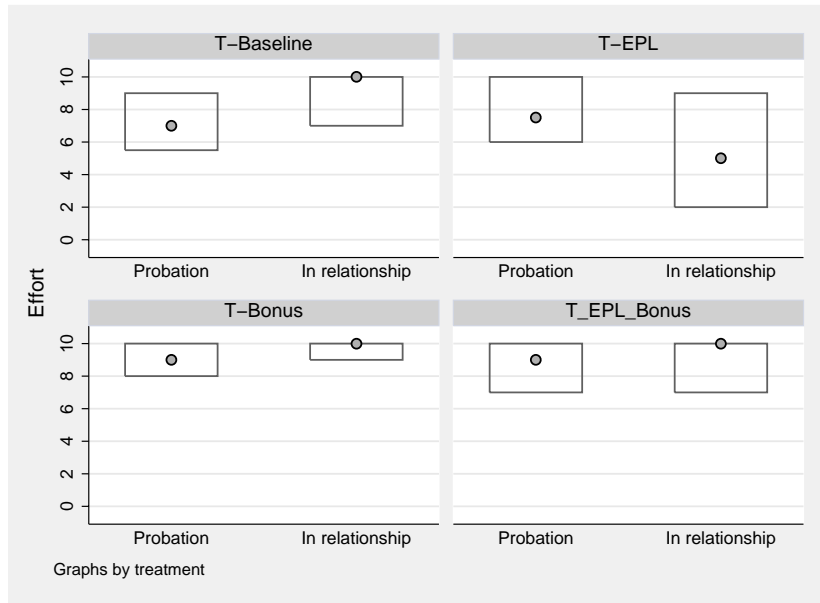 T−Baseline
T−EPL
10
8
6
4
2
0
Probation
In relationship
Probation
In relationship
Effort
T−Bonus
T_EPL_Bonus
10
8
6
4
2
0
Probation
In relationship
Probation
In relationship
Graphs by treatment